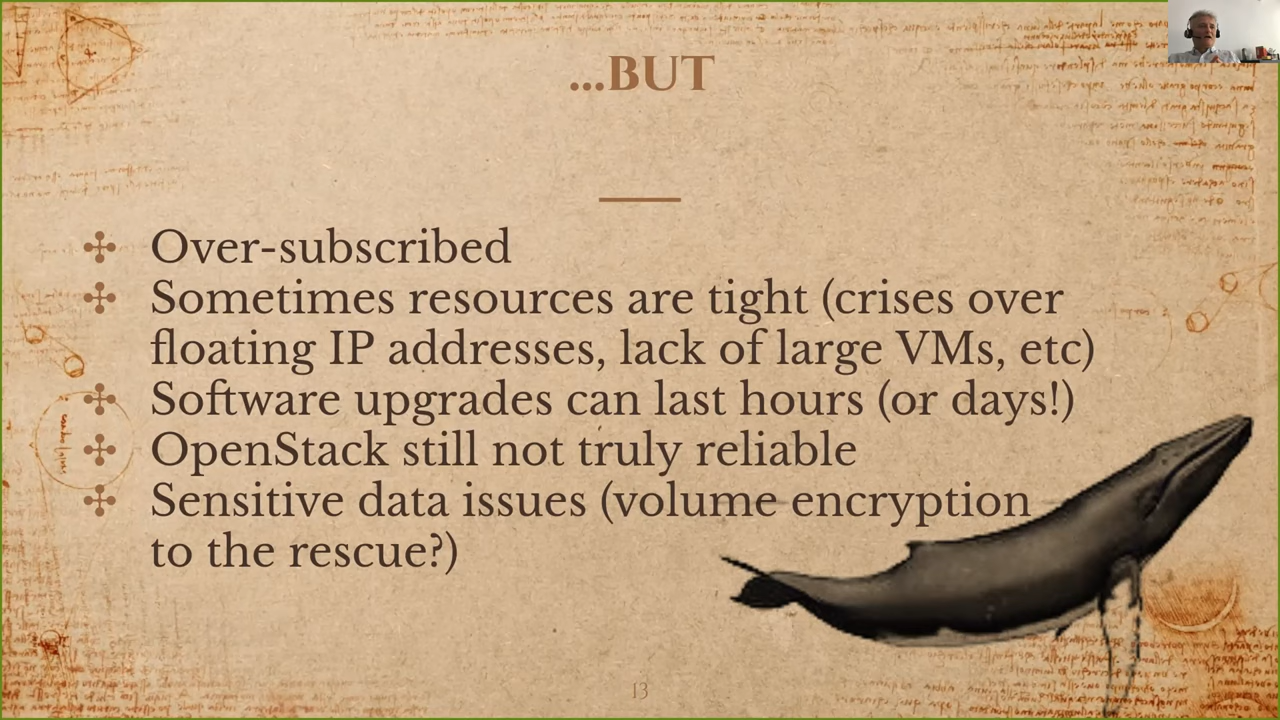 ...BUT
Over-subscribed
Sometimes resources are tight (crises over
floating IP addresses, lack of large VMs, etc)
Software upgrades can last hours (or days!)
OpenStack still not truly reliable
Sensitive data issues (volume encryption
to the rescue?)
13